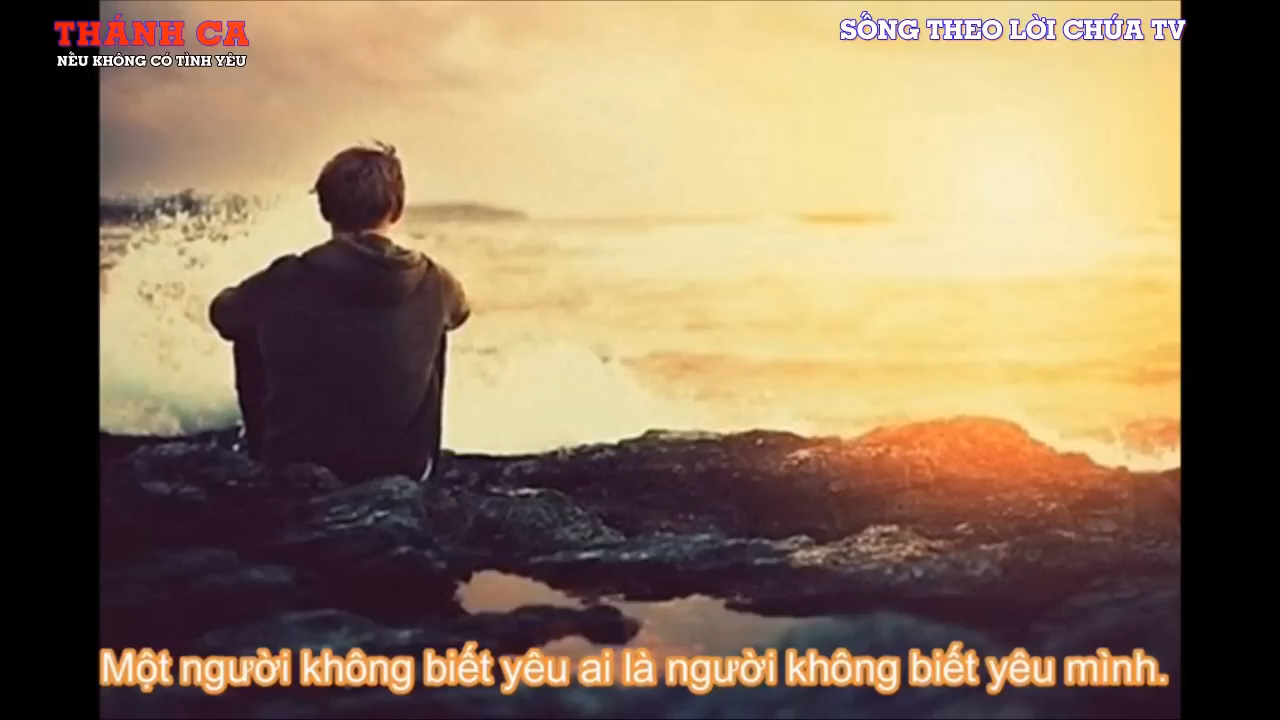 THÁNH CA
NẾU KHÔNG CÓ TÌNH YÊU
SỐNG THEO LỜI CHÚA TV
Một người không biết yêu ai là người không biết yêu mình.